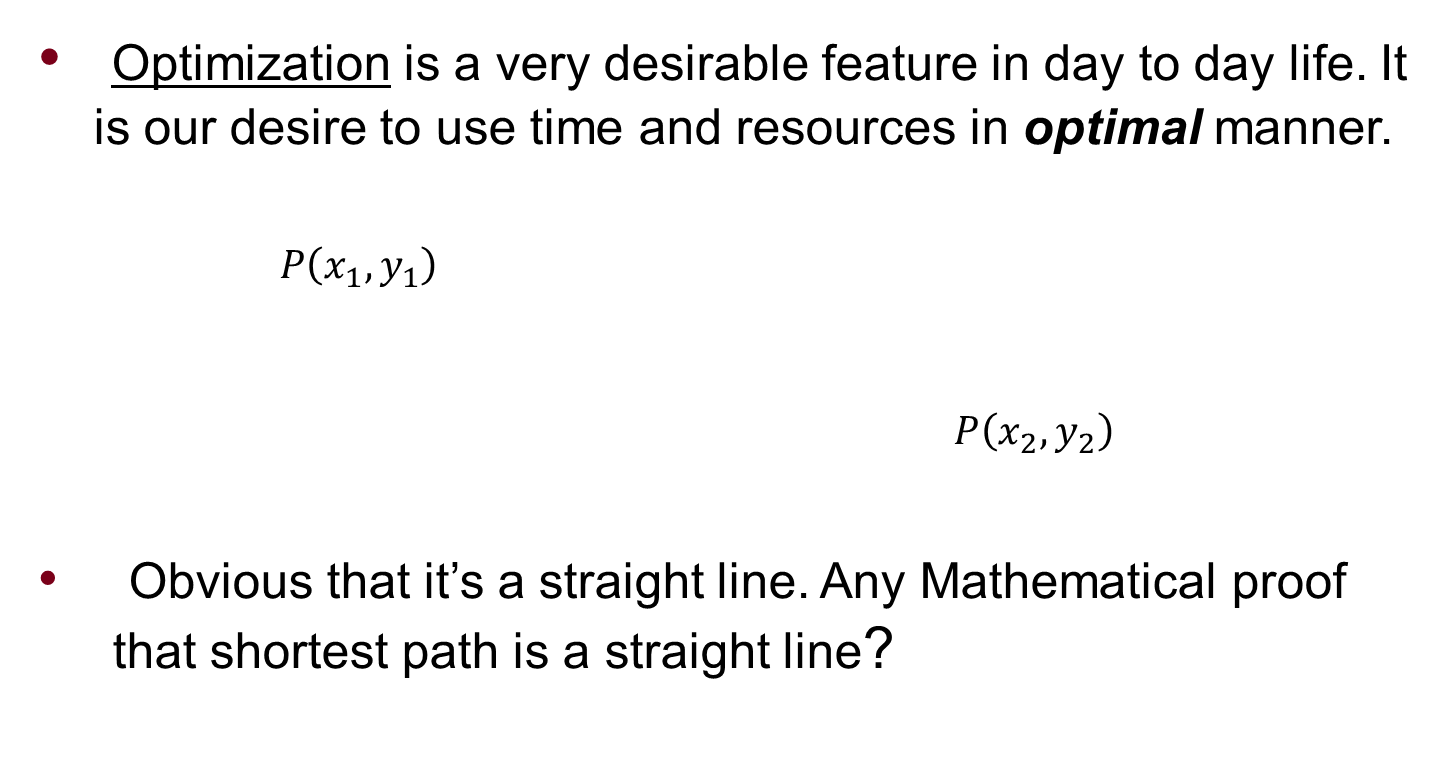 • Optimization is a very desirable feature in day to day life. It
is our desire to use time and resources in optimal manner.
P(x₁, y₁)
P(x₂, y₂)
• Obvious that it’s a straight line. Any Mathematical proof
that shortest path is a straight line?